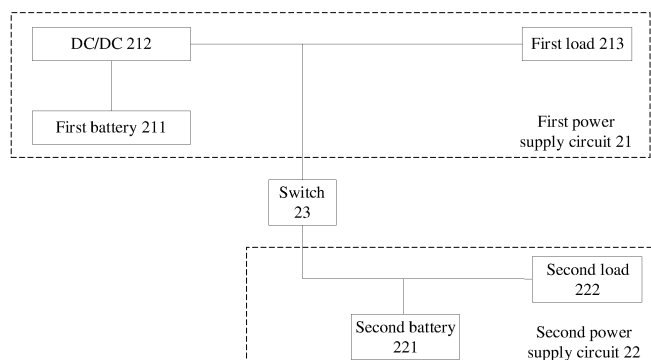 DC/DC 212
First load 213
First battery 211
First power
supply circuit 21
Switch
23
Second load
222
Second battery
221
Second power
supply circuit 22